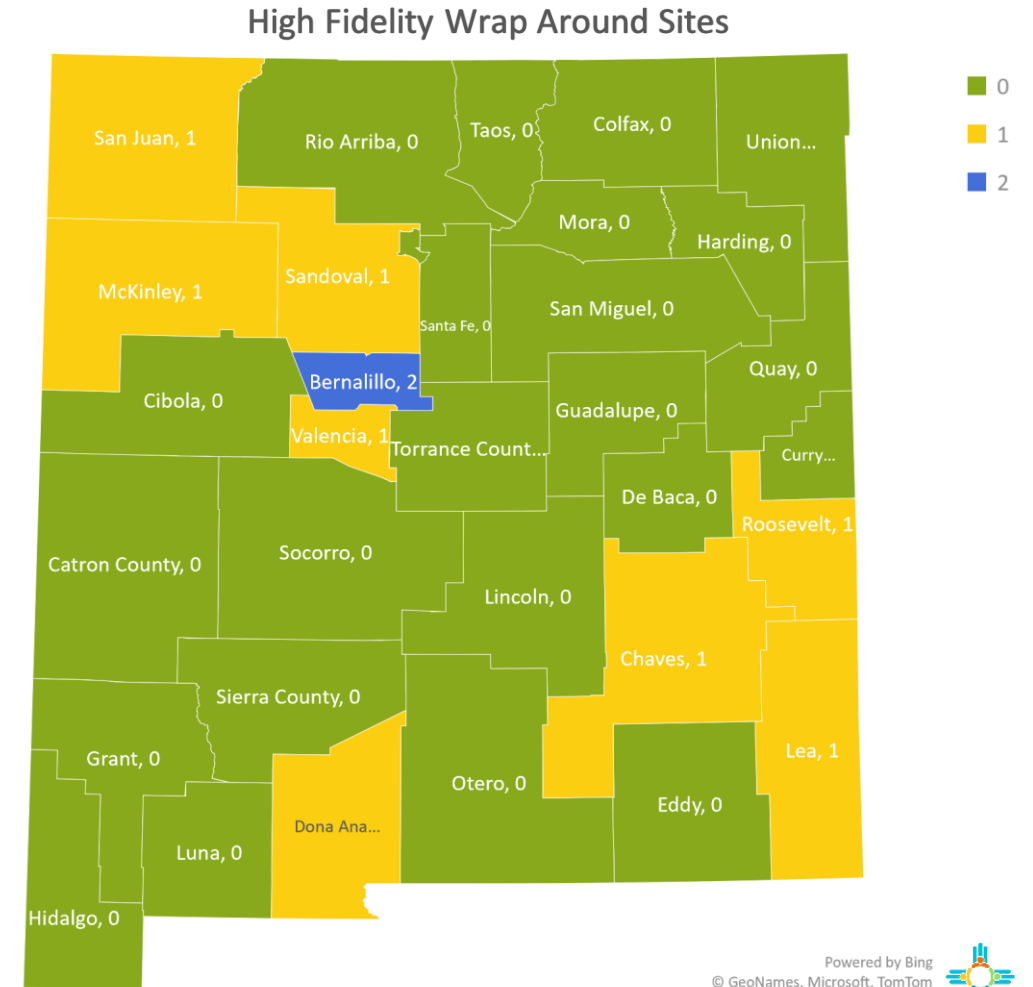 High Fidelity Wrap Around Sites
0
1
2
San Juan, 1
Rio Arriba, 0
Taos, 0
Colfax, 0
Union...
Mora, 0
Harding, 0
McKinley, 1
Sandoval, 1
Santa Fe, 0
San Miguel, 0
Quay, 0
Cibola, 0
Bernalillo, 2
Guadalupe, 0
Valencia, 1
Torrance Count...
Curry...
De Baca, 0
Roosevelt, 1
Catron County, 0
Socorro, 0
Lincoln, 0
Chaves, 1
Sierra County, 0
Grant, 0
Otero, 0
Lea, 1
Eddy, 0
Dona Ana...
Luna, 0
Hidalgo, 0
Powered by Bing
© GeoNames, Microsoft, TomTom